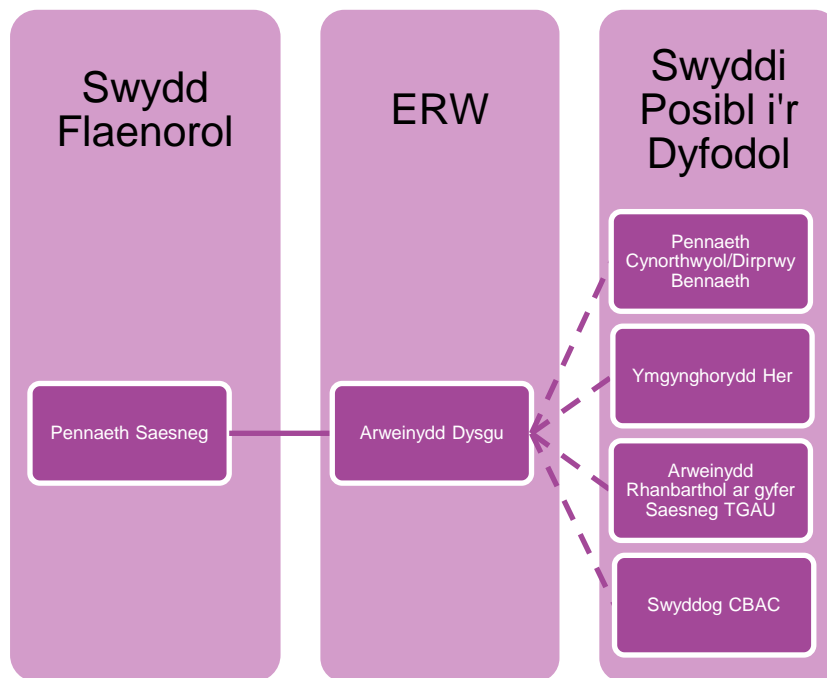 Swydd
Flaenorol
ERW
Swyddi
Posibl i'r
Dyfodol
Pennaeth Saesneg
Arweinydd Dysgu
Pennaeth
Cynorthwyol/Dirprwy
Bennaeth
Ymgynghorydd Her
Arweinydd
Rhanbarthol ar gyfer
Saesneg TGAU
Swyddog CBAC